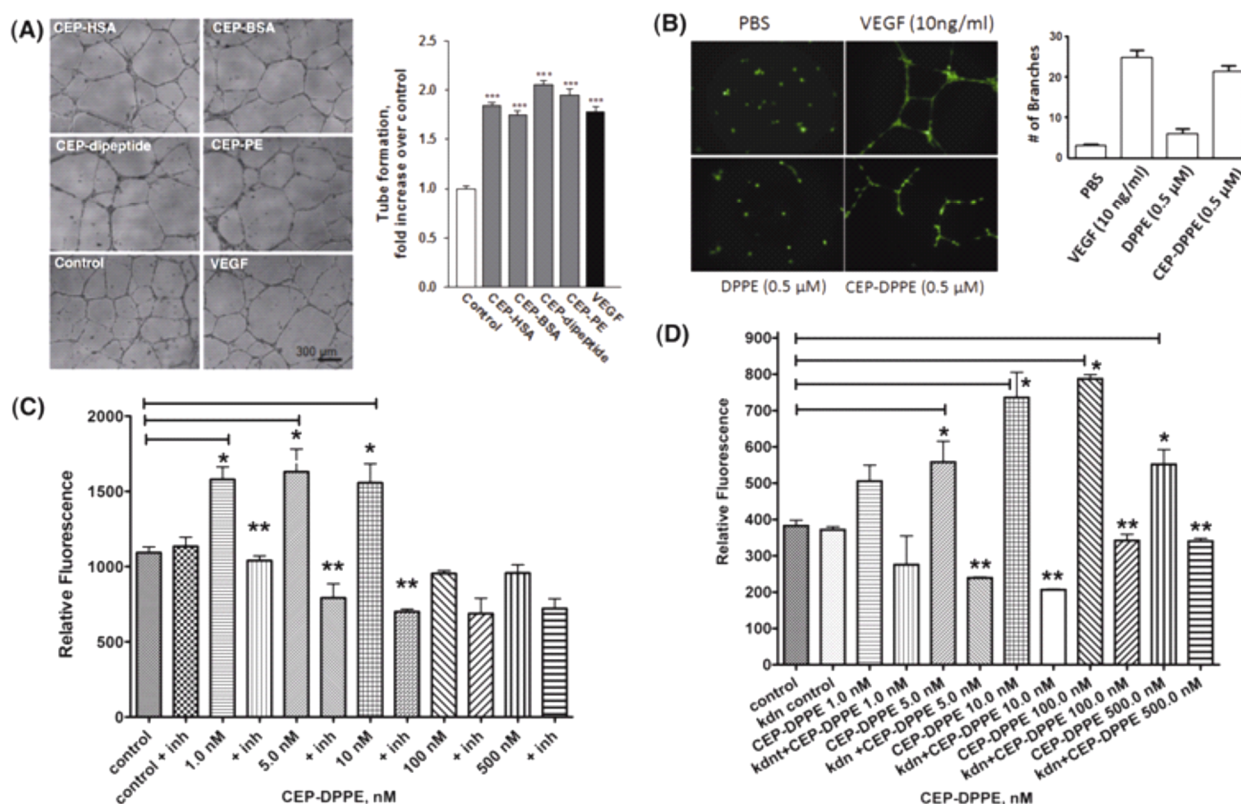 (A)
CEP-HSA
CEP-BSA
CEP-dipeptide
CEP-PE
Control
VEGF
300 μm
Tube formation,
fold increase over control
2.5
2.0
1.5
1.0
0.5
0.0
***
***
***
***
***
Control
CEP-HSA
CEP-BSA
CEP-dipeptide
CEP-PE
VEGF
(B)
PBS
VEGF (10ng/ml)
DPPE (0.5 μM)
CEP-DPPE (0.5 μM)
# of Branches
30
20
10
0
PBS
VEGF (10 ng/ml)
DPPE (0.5 μM)
CEP-DPPE (0.5 μM)
(C)
Relative Fluorescence
2000
1500
1000
500
0
*
**
*
**
*
**
control
control + inh
1.0 nM
+ inh
5.0 nM
+ inh
10 nM
+ inh
100 nM
+ inh
500 nM
+ inh
CEP-DPPE, nM
(D)
Relative Fluorescence
900
800
700
600
500
400
300
200
100
0
*
**
*
**
*
**
*
**
control
kdn control
CEP-DPPE 1.0 nM
kdnt+CEP-DPPE 1.0 nM
CEP-DPPE 5.0 nM
kdn +CEP-DPPE 5.0 nM
CEP-DPPE 10.0 nM
kdn+CEP-DPPE 10.0 nM
CEP-DPPE 100.0 nM
kdn+CEP-DPPE 100.0 nM
CEP-DPPE 500.0 nM
kdn+CEP-DPPE 500.0 nM
CEP-DPPE, nM